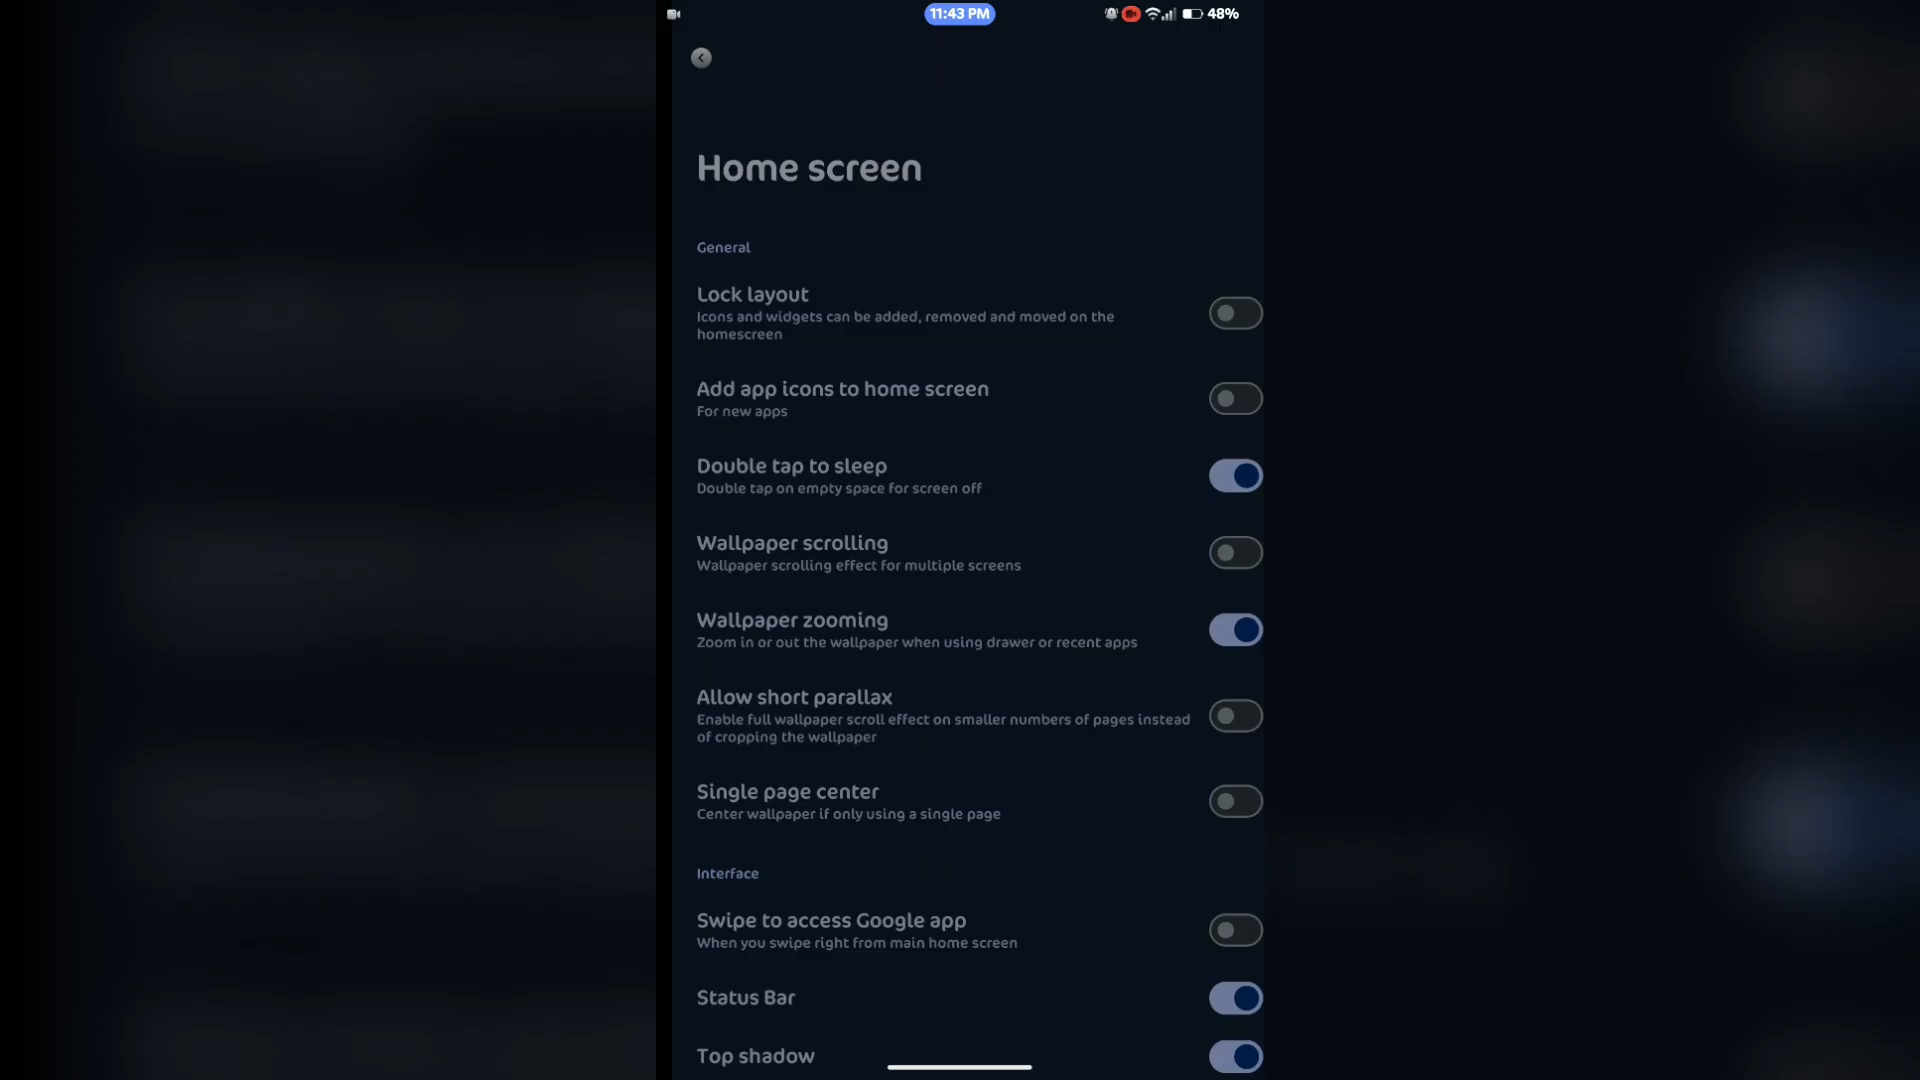 11:43 PM
48%
Home screen
General
Lock layout
Icons and widgets can be added, removed and moved on the
homescreen
Add app icons to home screen
For new apps
Double tap to sleep
Double tap on empty space for screen off
Wallpaper scrolling
Wallpaper scrolling effect for multiple screens
Wallpaper zooming
Zoom in or out the wallpaper when using drawer or recent apps
Allow short parallax
Enable full wallpaper scroll effect on smaller numbers of pages instead
of cropping the wallpaper
Single page center
Center wallpaper if only using a single page
Interface
Swipe to access Google app
When you swipe right from main home screen
Status Bar
Top shadow